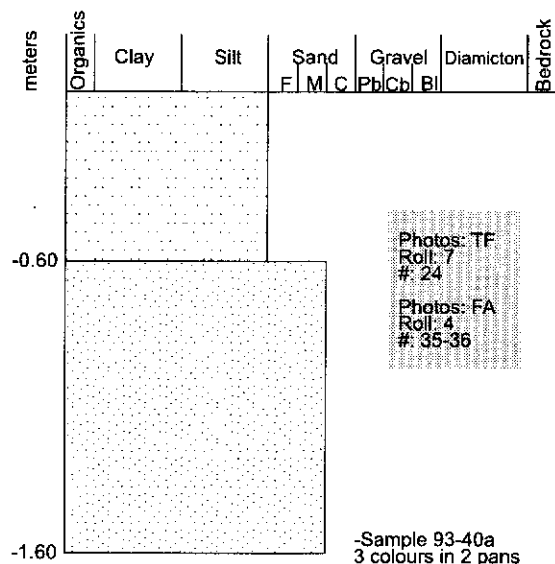 meters
Organics
Clay
Silt
Sand
Gravel
Diamicton
Bedrock
F M C Pb Cb Bl
-0.60
Photos: TF
Roll: 7
#: 24
Photos: FA
Roll: 4
#: 35-36
-1.60
-Sample 93-40a
3 colours in 2 pans